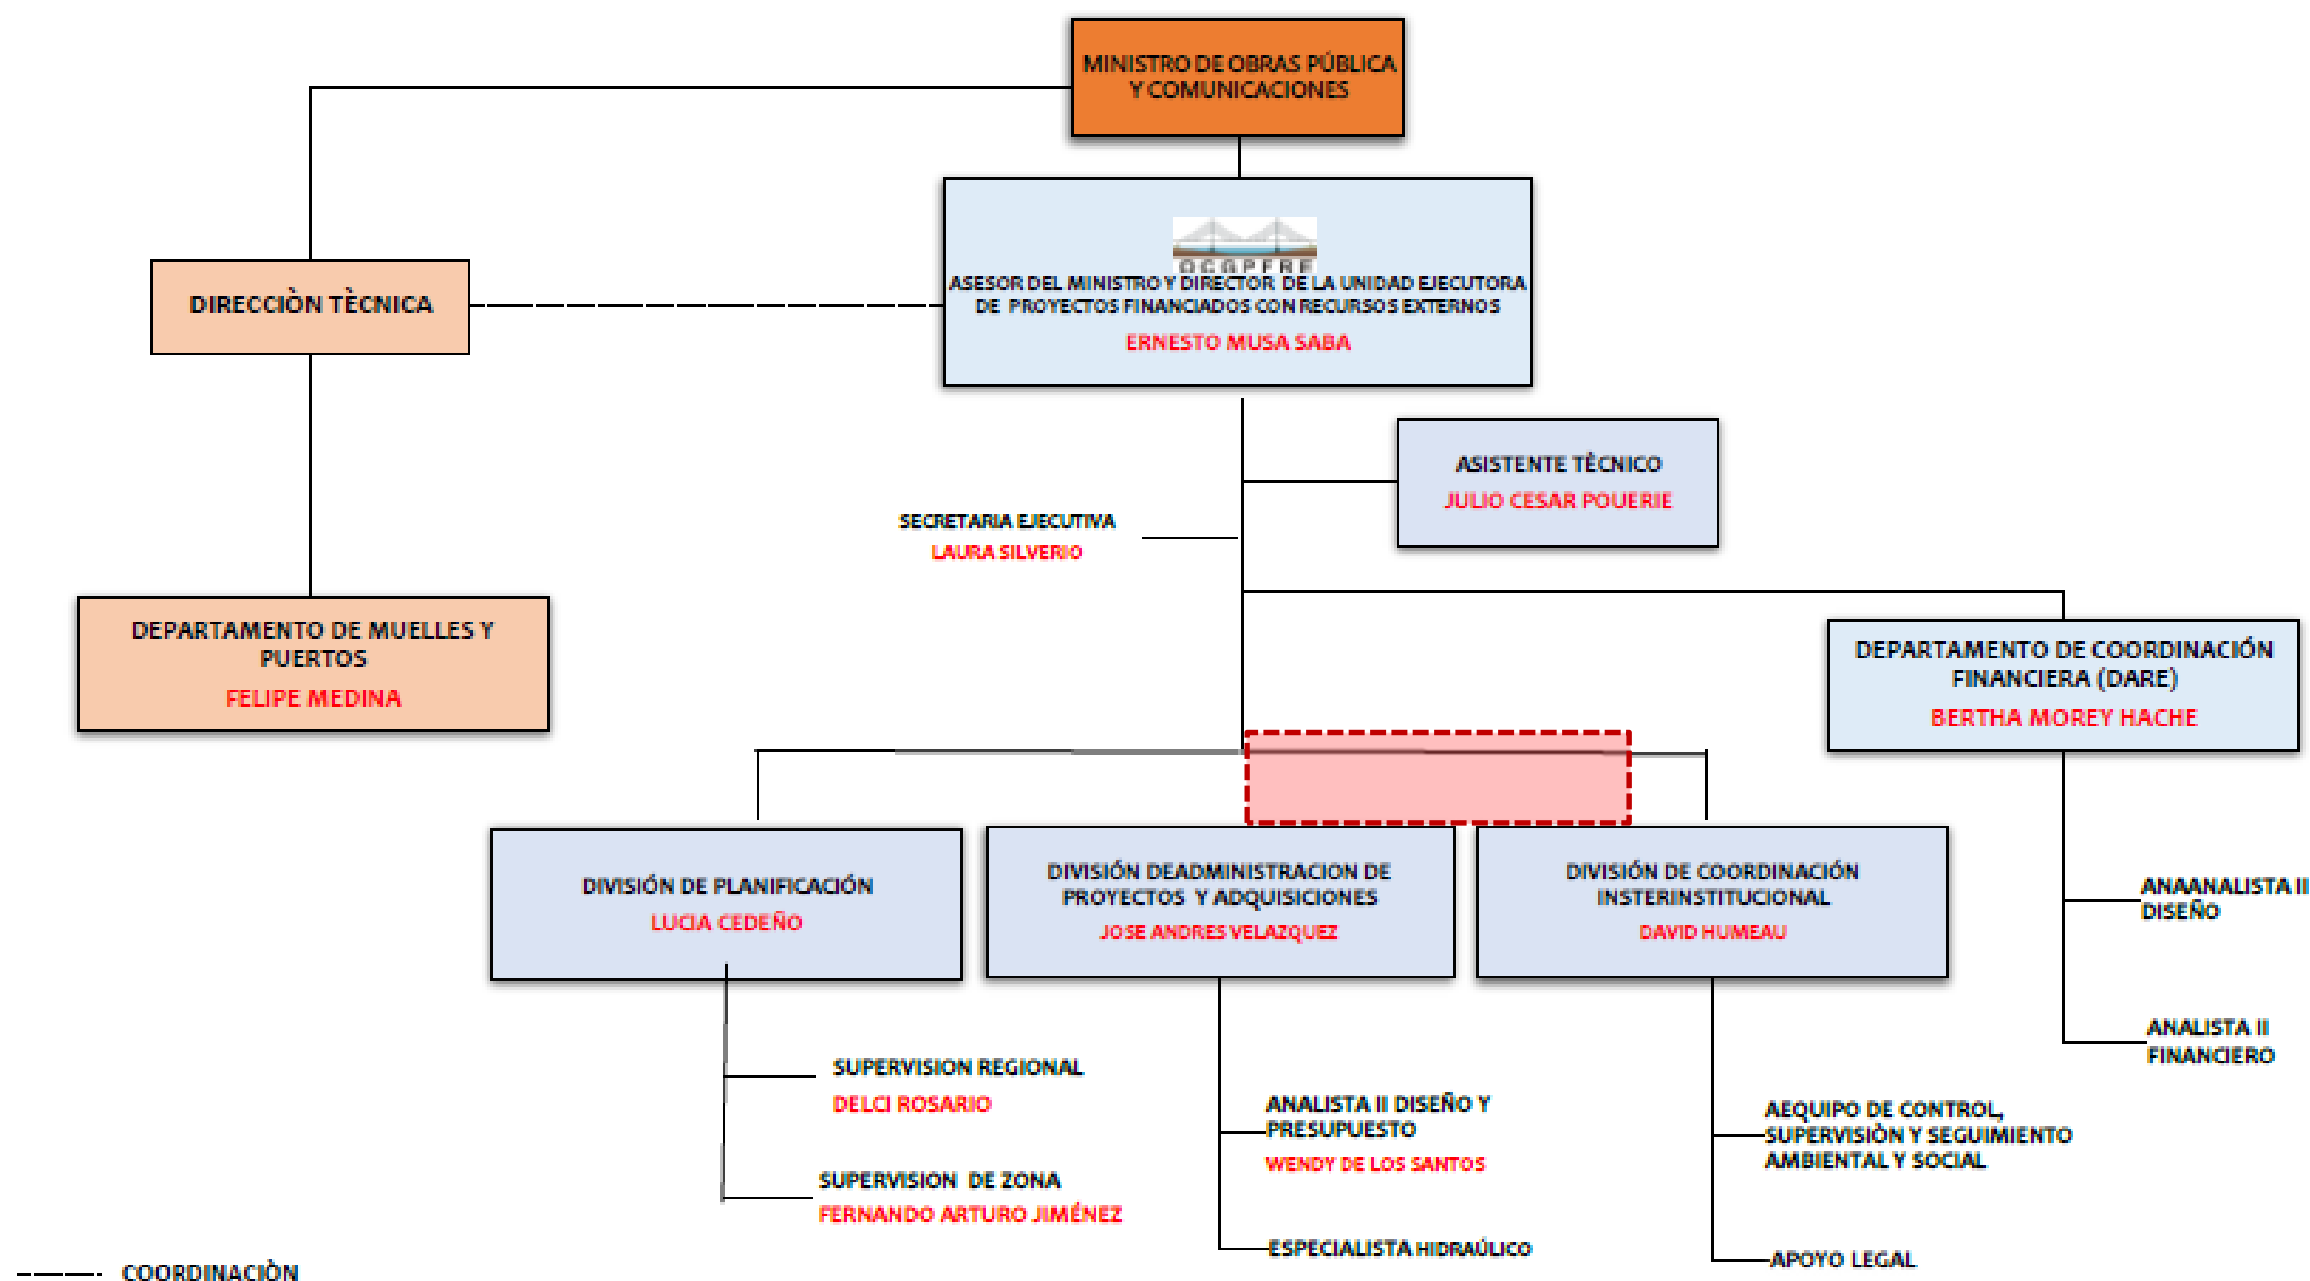 MINISTRO DE OBRAS PÚBLICA
Y COMUNICACIONES
OCGPFRE
ASESOR DEL MINISTRO Y DIRECTOR DE LA UNIDAD EJECUTORA
DE PROYECTOS FINANCIADOS CON RECURSOS EXTERNOS
ERNESTO MUSA SABA
DIRECCIÒN TÈCNICA
ASISTENTE TÈCNICO
JULIO CESAR POUERIE
SECRETARIA EJECUTIVA
LAURA SILVERIO
DEPARTAMENTO DE MUELLES Y
PUERTOS
FELIPE MEDINA
DEPARTAMENTO DE COORDINACIÓN
FINANCIERA (DARE)
BERTHA MOREY HACHE
DIVISIÓN DE PLANIFICACIÓN
LUCIA CEDEÑO
DIVISIÓN DEADMINISTRACION DE
PROYECTOS Y ADQUISICIONES
JOSE ANDRES VELAZQUEZ
DIVISIÓN DE COORDINACIÓN
INSTERINSTITUCIONAL
DAVID HUMEAU
ANAANALISTA II
DISEÑO
ANALISTA II
FINANCIERO
SUPERVISION REGIONAL
DELCI ROSARIO
SUPERVISION DE ZONA
FERNANDO ARTURO JIMÉNEZ
ANALISTA II DISEÑO Y
PRESUPUESTO
WENDY DE LOS SANTOS
ESPECIALISTA HIDRAÚLICO
AEQUIPO DE CONTROL,
SUPERVISIÒN Y SEGUIMIENTO
AMBIENTAL Y SOCIAL
APOYO LEGAL
COORDINACIÒN